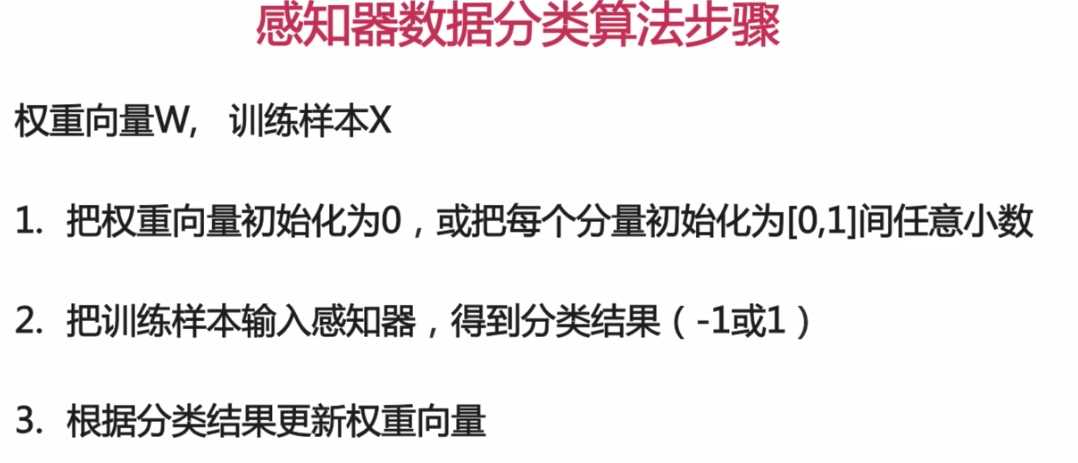 感知器数据分类算法步骤
权重向量W， 训练样本X
1. 把权重向量初始化为0，或把每个分量初始化为[0,1]间任意小数
2. 把训练样本输入感知器，得到分类结果（-1或1）
3. 根据分类结果更新权重向量